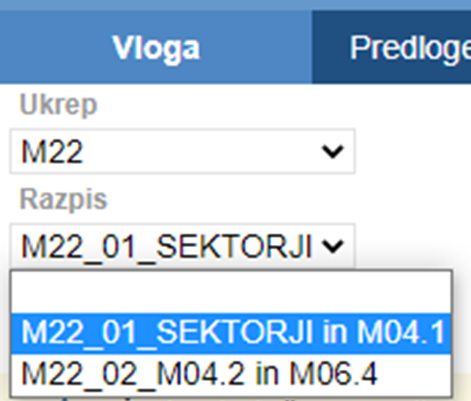 Vloga Predloge
Ukrep
M22
Razpis
M22_01_SEKTORJI
M22_01_SEKTORJI in M04.1
M22_02_M04.2 in M06.4